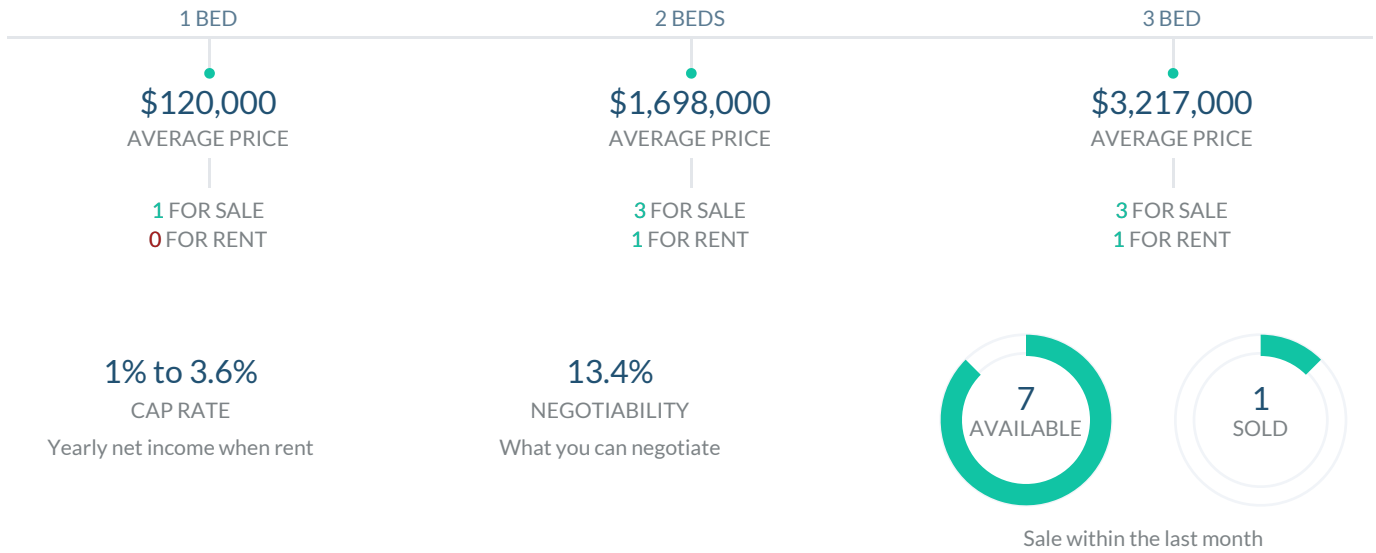 1 BED
$120,000
AVERAGE PRICE
1 FOR SALE
0 FOR RENT
2 BEDS
$1,698,000
AVERAGE PRICE
3 FOR SALE
1 FOR RENT
3 BED
$3,217,000
AVERAGE PRICE
3 FOR SALE
1 FOR RENT
1% to 3.6%
CAP RATE
Yearly net income when rent
13.4%
NEGOTIABILITY
What you can negotiate
7
AVAILABLE
1
SOLD
Sale within the last month